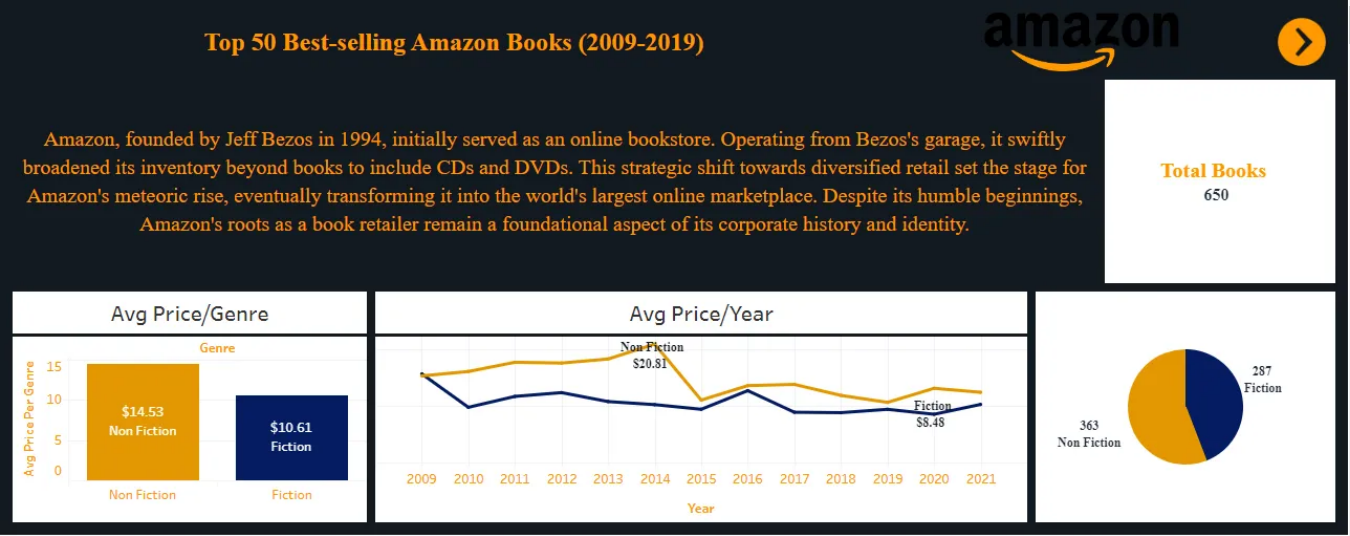 Top 50 Best-selling Amazon Books (2009-2019)
amazon
Amazon, founded by Jeff Bezos in 1994, initially served as an online bookstore. Operating from Bezos's garage, it swiftly
broadened its inventory beyond books to include CDs and DVDs. This strategic shift towards diversified retail set the stage for
Amazon's meteoric rise, eventually transforming it into the world's largest online marketplace. Despite its humble beginnings,
Amazon's roots as a book retailer remain a foundational aspect of its corporate history and identity.
Total Books
650
Avg Price/Genre
Genre
Avg Price Per Genre
15
10
5
0
$14.53
Non Fiction
$10.61
Fiction
Non Fiction
Fiction
Avg Price/Year
Non Fiction
$20.81
Fiction
$8.48
2009 2010 2011 2012 2013 2014 2015 2016 2017 2018 2019 2020 2021
Year
287
Fiction
363
Non Fiction